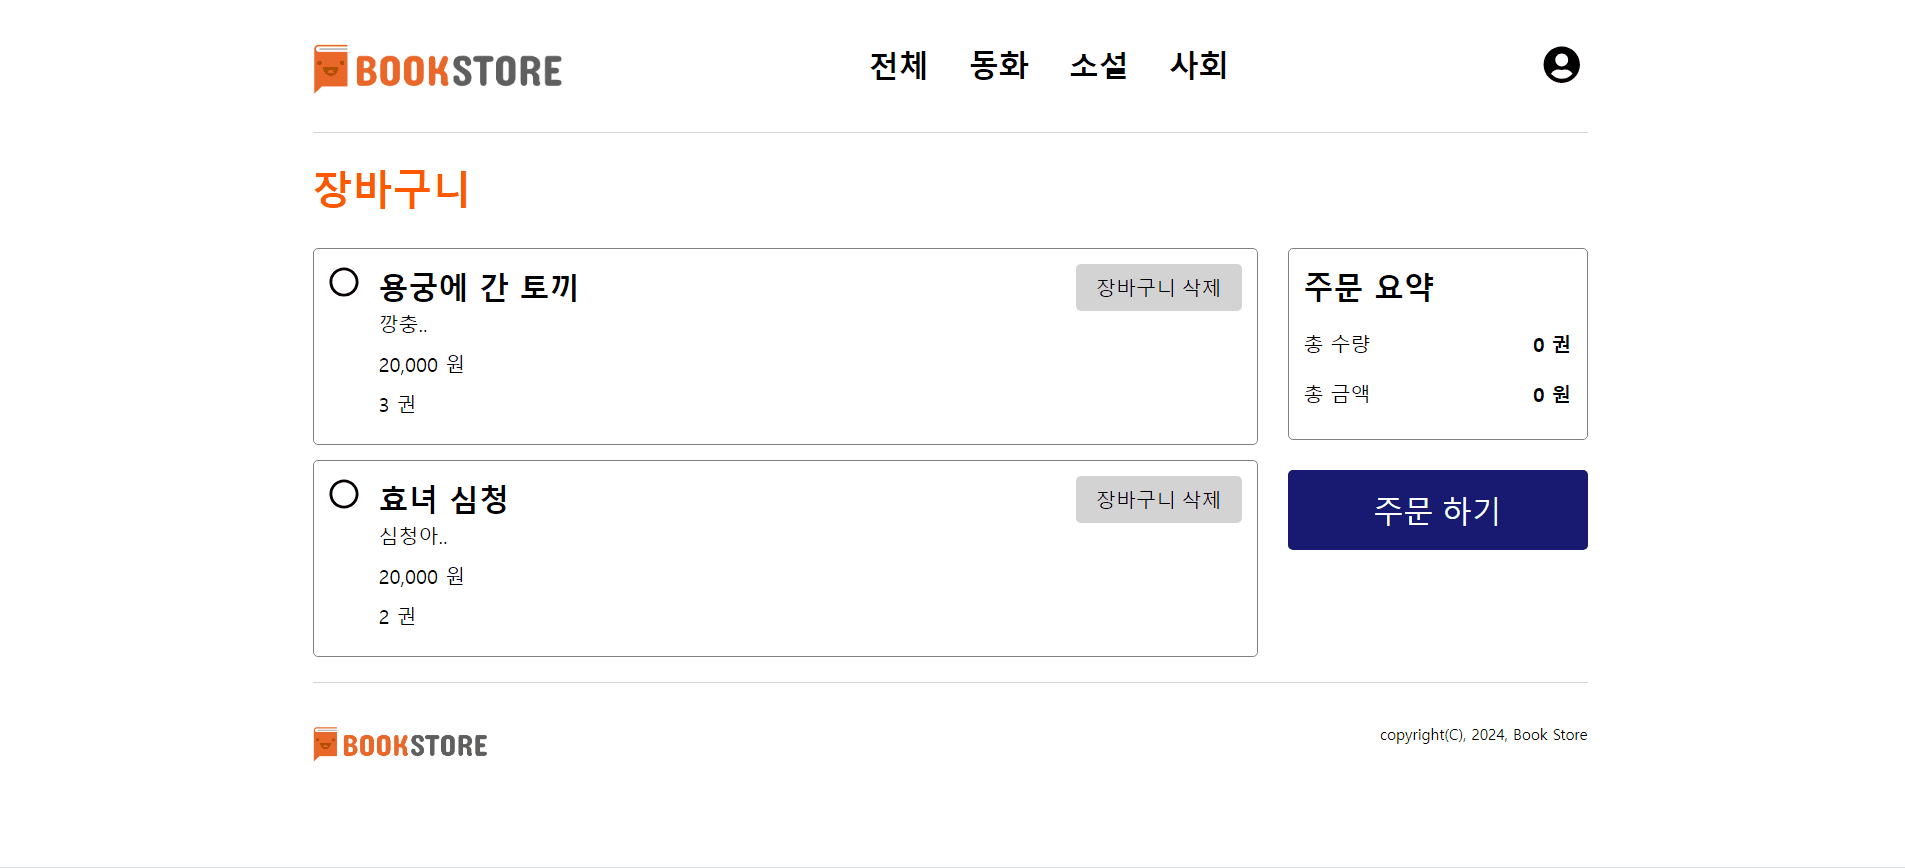 BOOKSTORE
전체 동화 소설 사회
장바구니
용궁에 간 토끼
장바구니 삭제
깡충..
20,000 원
3 권
효녀 심청
장바구니 삭제
심청아..
20,000 원
2 권
주문 요약
총 수량 0 권
총 금액 0 원
주문 하기
BOOKSTORE
copyright(C), 2024, Book Store